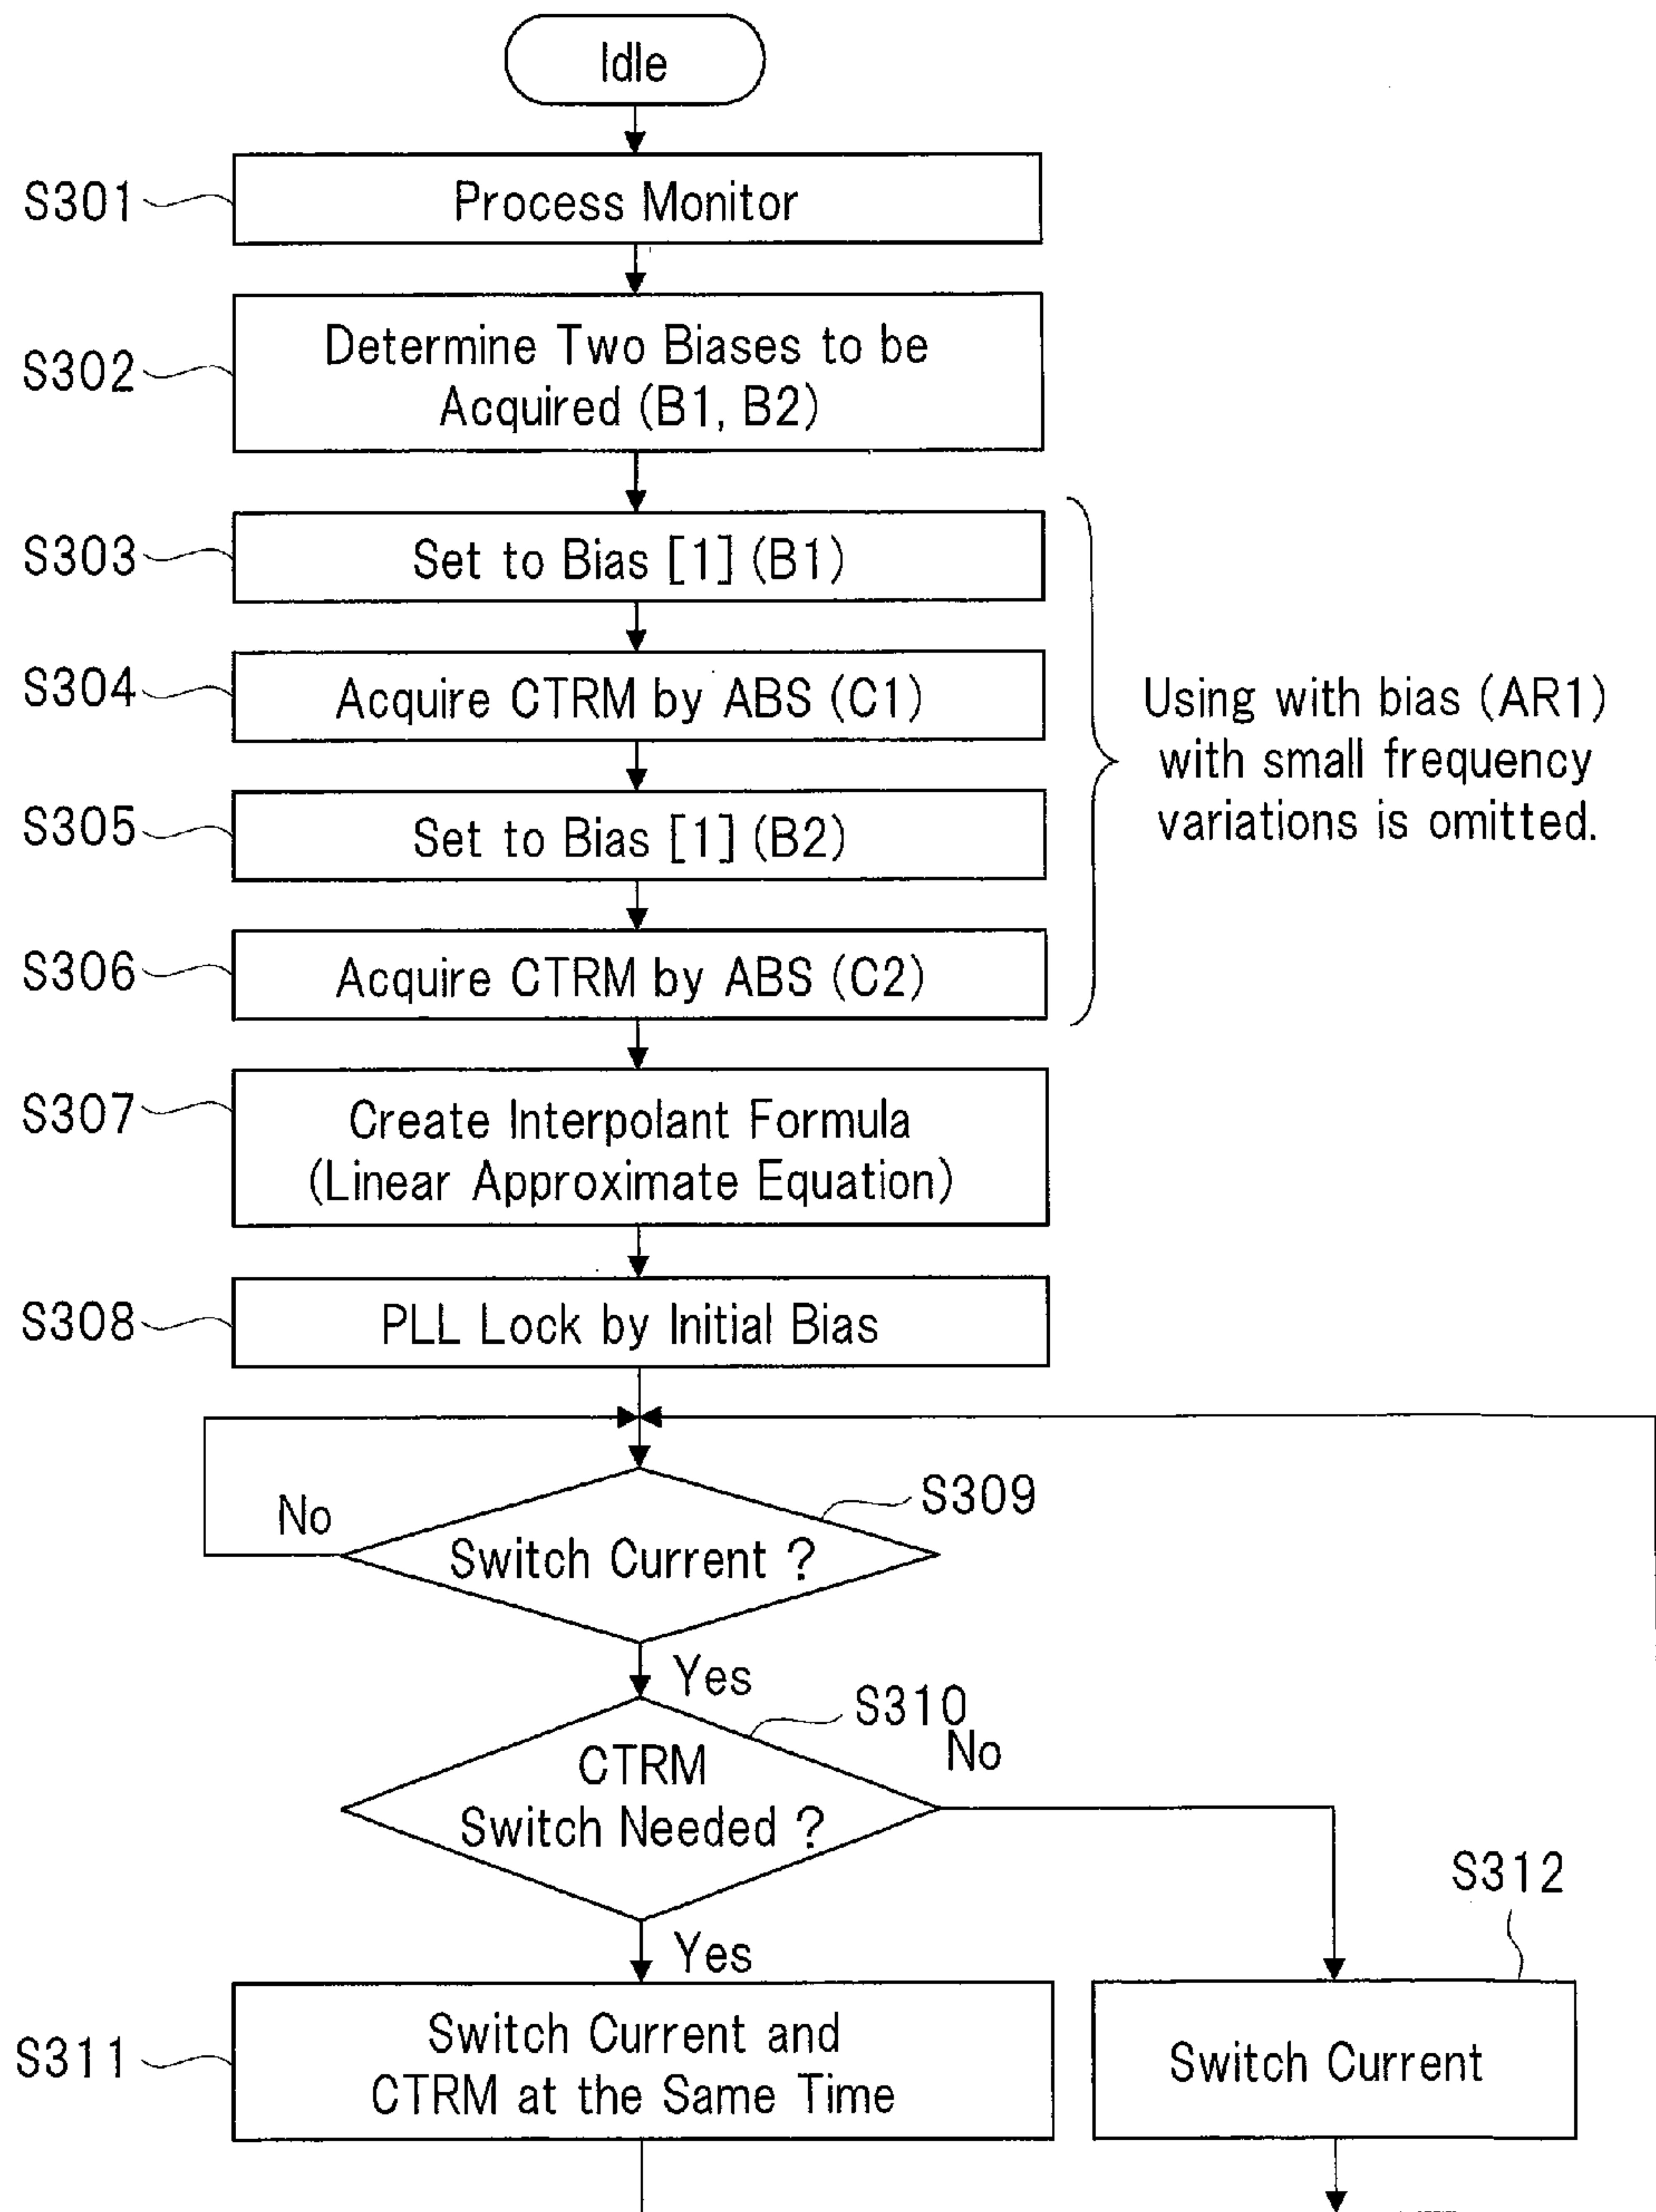 Idle
S301
Process Monitor
S302
Determine Two Biases to be
Acquired (B1, B2)
S303
Set to Bias [1] (B1)
S304
Acquire CTRM by ABS (C1)
S305
Set to Bias [1] (B2)
S306
Acquire CTRM by ABS (C2)
Using with bias (AR1)
with small frequency
variations is omitted.
S307
Create Interpolant Formula
(Linear Approximate Equation)
S308
PLL Lock by Initial Bias
S309
No
Switch Current ?
Yes
S310
No
CTRM
Switch Needed ?
Yes
S312
S311
Switch Current and
CTRM at the Same Time
Switch Current